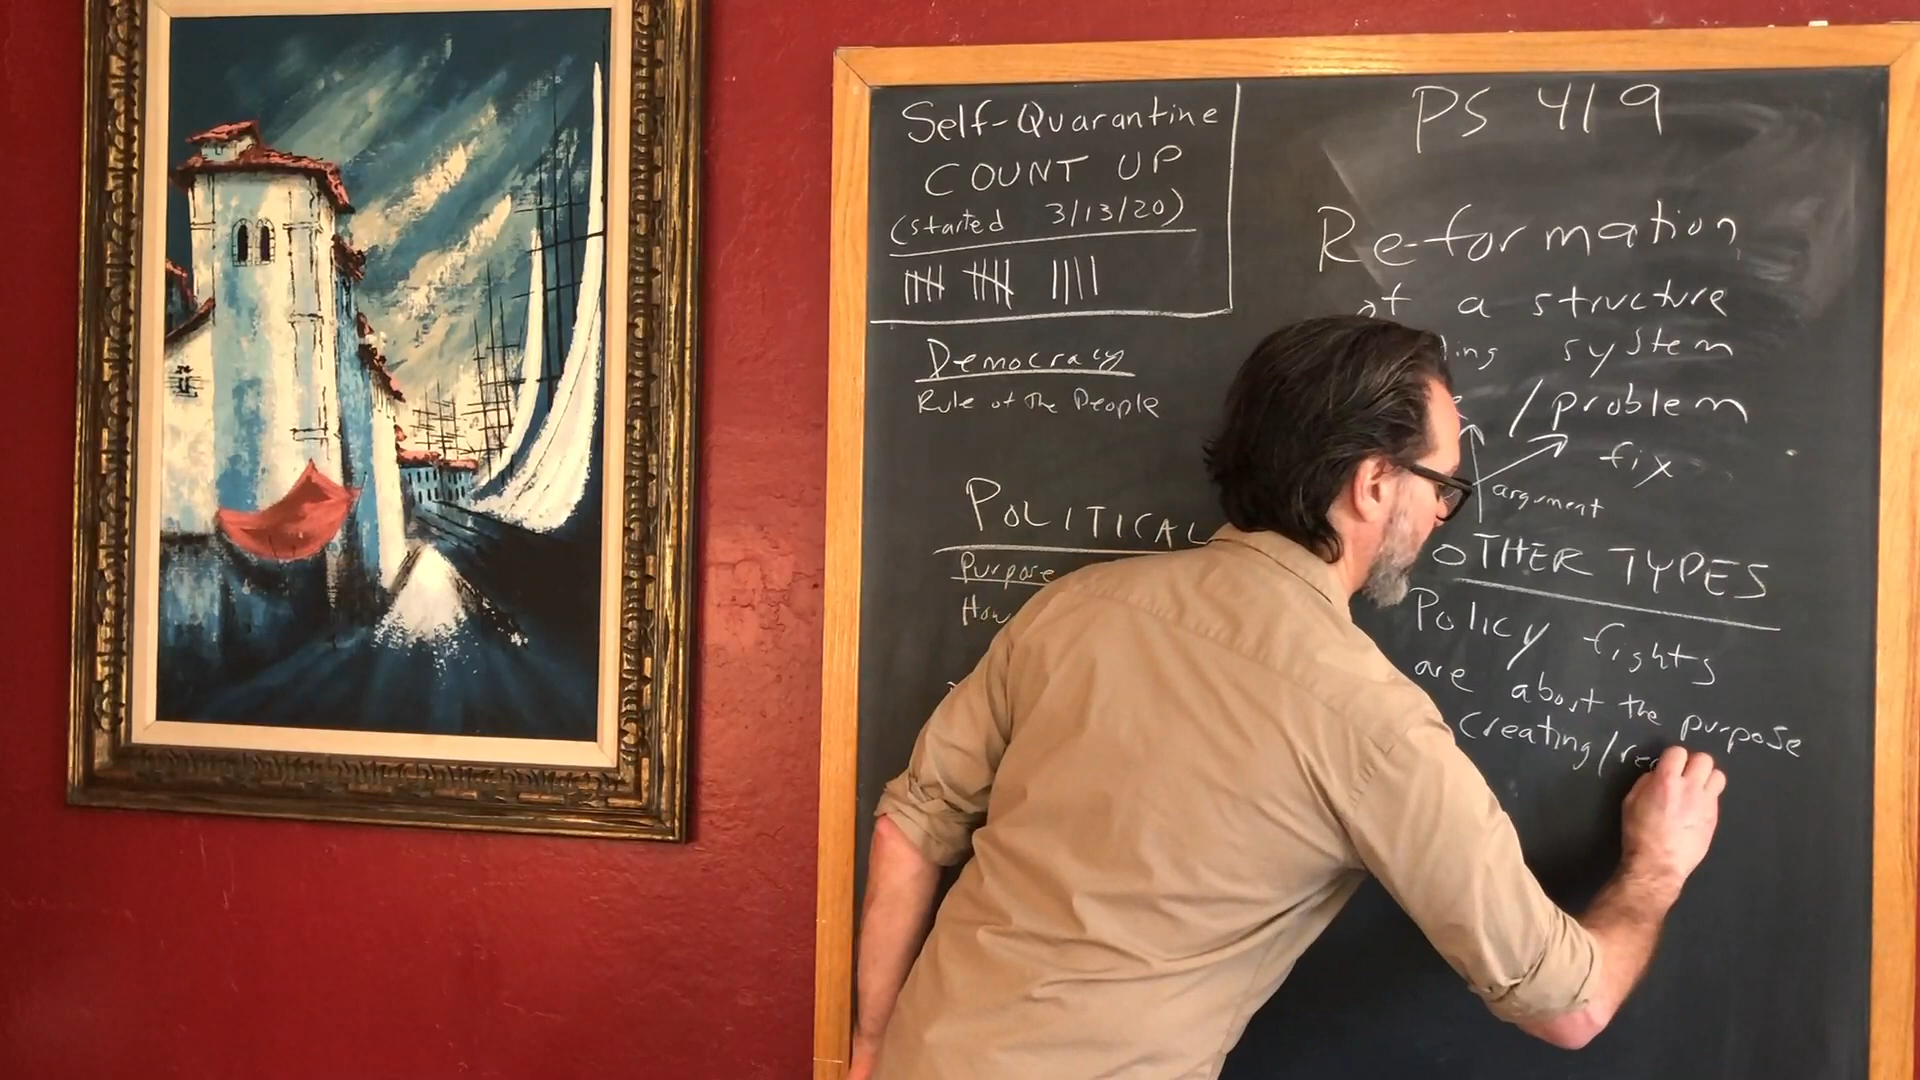 Self-Quarantine
COUNT UP
(started 3/13/20)
Democracy
Rule of the People
POLITICAL
Purpose
How
PS 419
Re-formation
of a structure
system
/problem
fix
argument
OTHER TYPES
Policy fights
are about the purpose
creating/